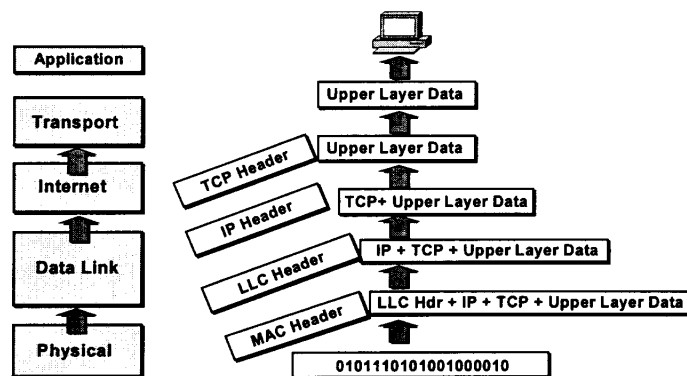 Application
Transport
Internet
Data Link
Physical
Upper Layer Data
TCP Header
Upper Layer Data
IP Header
TCP+ Upper Layer Data
LLC Header
IP + TCP + Upper Layer Data
MAC Header
LLC Hdr + IP + TCP + Upper Layer Data
0101110101001000010